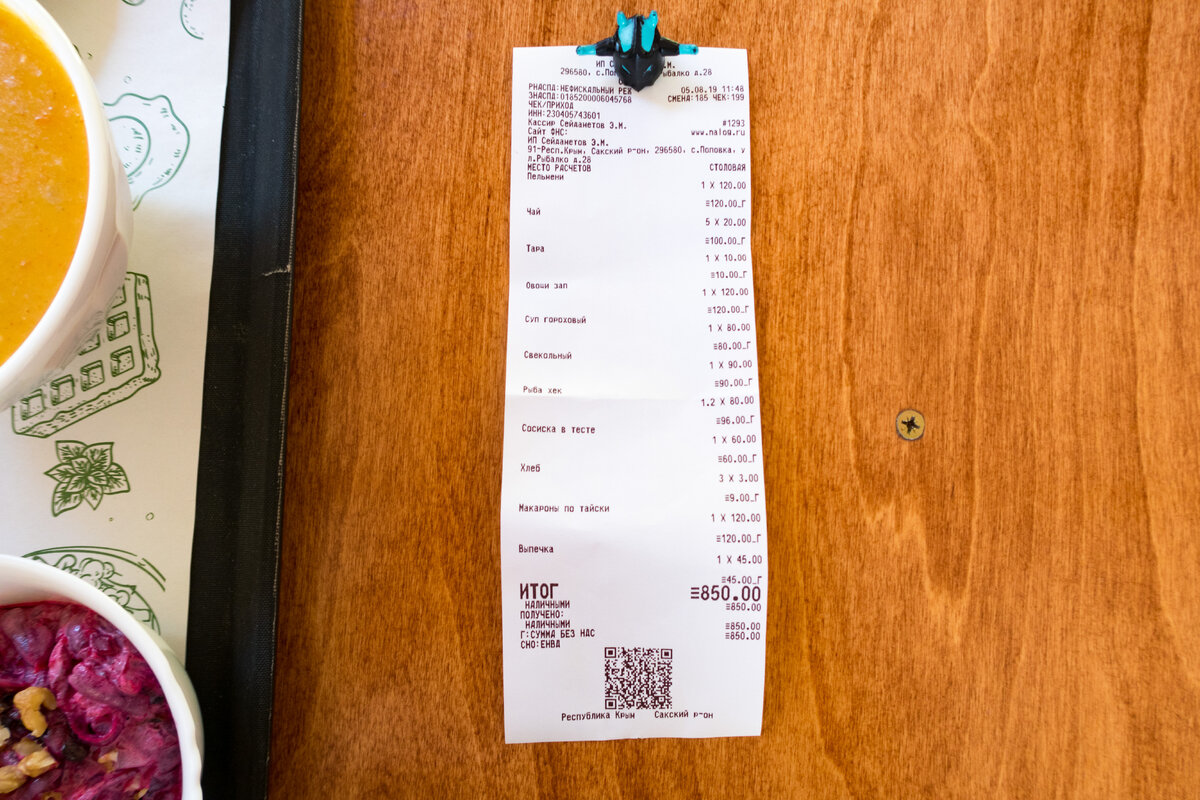 ИП С Э.М.
296580, с.Поповка, Рыбалко д.28
РНАСПД:НЕФИСКАЛЬНЫЙ РЕЖ 05.08.19 11:48
ЗНАСПД:0185200006045768 СМЕНА:185 ЧЕК:199
ЧЕК/ПРИХОД
ИНН:230405743601
Кассир Сейданетов Э.М. #1293
Сайт ФНС: www.nalog.ru
ИП Сейданетов Э.М.
91-Респ.Крым, Сакский р-он, 296580, с.Поповка, у
л.Рыбалко д.28
МЕСТО РАСЧЕТОВ СТОЛОВАЯ
Пельмени
1 X 120.00
≡120.00_Г
Чай
5 X 20.00
≡100.00_Г
Тара
1 X 10.00
≡10.00_Г
Овощи зап
1 X 120.00
≡120.00_Г
Суп гороховый
1 X 80.00
≡80.00_Г
Свекольный
1 X 90.00
≡90.00_Г
Рыба хек
1.2 X 80.00
≡96.00_Г
Сосиска в тесте
1 X 60.00
≡60.00_Г
Хлеб
3 X 3.00
≡9.00_Г
Макароны по тайски
1 X 120.00
≡120.00_Г
Выпечка
1 X 45.00
≡45.00_Г
ИТОГ ≡850.00
НАЛИЧНЫМИ ≡850.00
ПОЛУЧЕНО:
НАЛИЧНЫМИ ≡850.00
Г:СУММА БЕЗ НДС ≡850.00
СНО:ЕНВД
Республика Крым Сакский р-он